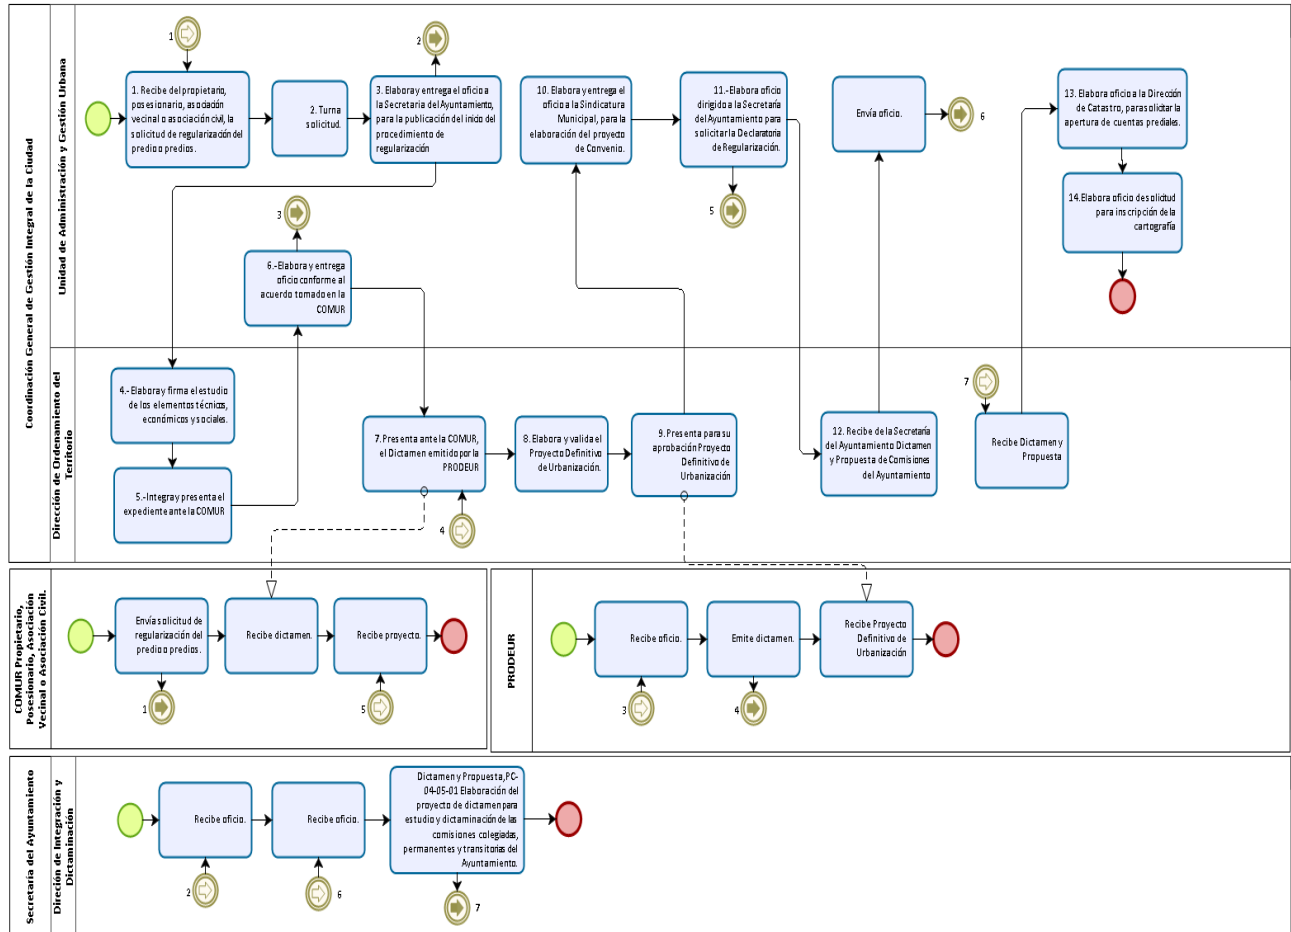 Coordinación General de Gestión Integral de la Ciudad
Unidad de Administración y Gestión Urbana
1
1. Recibe del propietario,
posesionario, asociación
vecinal o asociación civil, la
solicitud de regularización del
predio o predios.
2. Turna
solicitud.
2
3. Elabora y entrega el oficio a
la Secretaria del Ayuntamiento,
para la publicación del inicio del
procedimiento de
regularización
10. Elabora y entrega el
oficio a la Sindicatura
Municipal, para la
elaboración del proyecto
de Convenio.
11.-Elabora oficio
dirigido a la Secretaría
del Ayuntamiento para
solicitar la Declaratoria
de Regularización.
5
Envía oficio.
6
13. Elabora oficio a la Dirección
de Catastro, para solicitar la
apertura de cuentas prediales.
14.Elabora oficio de solicitud
para inscripción de la
cartografía
3
6.-Elabora y entrega
oficio conforme al
acuerdo tomado en la
COMUR
Dirección de Ordenamiento del
Territorio
4.-Elabora y firma el estudio
de los elementos técnicos,
económicos y sociales.
5.-Integra y presenta el
expediente ante la COMUR
7. Presenta ante la COMUR,
el Dictamen emitido por la
PRODEUR
4
8. Elabora y valida el
Proyecto Definitivo
de Urbanización.
9. Presenta para su
aprobación Proyecto
Definitivo de
Urbanización
12. Recibe de la Secretaría
del Ayuntamiento Dictamen
y Propuesta de Comisiones
del Ayuntamiento
7
Recibe Dictamen y
Propuesta
COMUR Propietario,
Posesionario, Asociación
Vecinal o Asociación Civil.
Envía solicitud de
regularización del
predio o predios.
1
Recibe dictamen.
Recibe proyecto.
5
PRODEUR
Recibe oficio.
3
Emite dictamen.
4
Recibe Proyecto
Definitivo de
Urbanización
Secretaría del Ayuntamiento
Direción de Integración y
Dictaminación
Recibe oficio.
2
Recibe oficio.
6
Dictamen y Propuesta,PC-
04-05-01 Elaboración del
proyecto de dictamen para
estudio y dictaminación de las
comisiones colegiadas,
permanentes y transitorias del
Ayuntamiento.
7